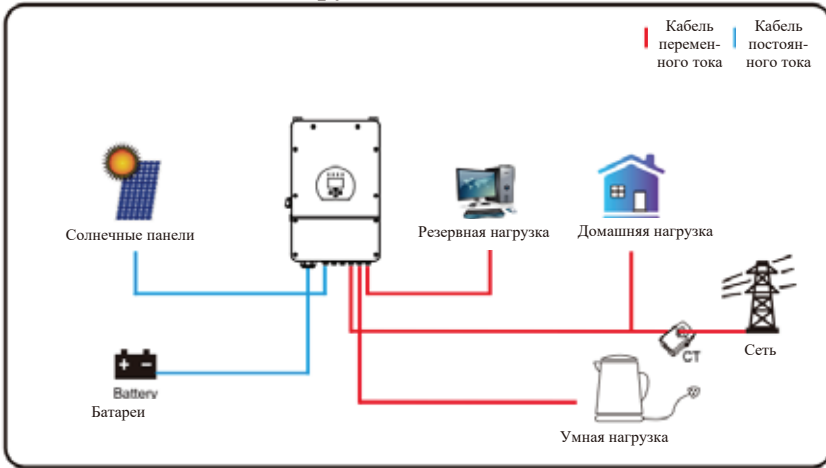 Кабель
перемен-
ного тока
Кабель
постоян-
ного тока
Солнечные панели
Резервная нагрузка
Домашняя нагрузка
CT
Сеть
Battery
Батареи
Умная нагрузка